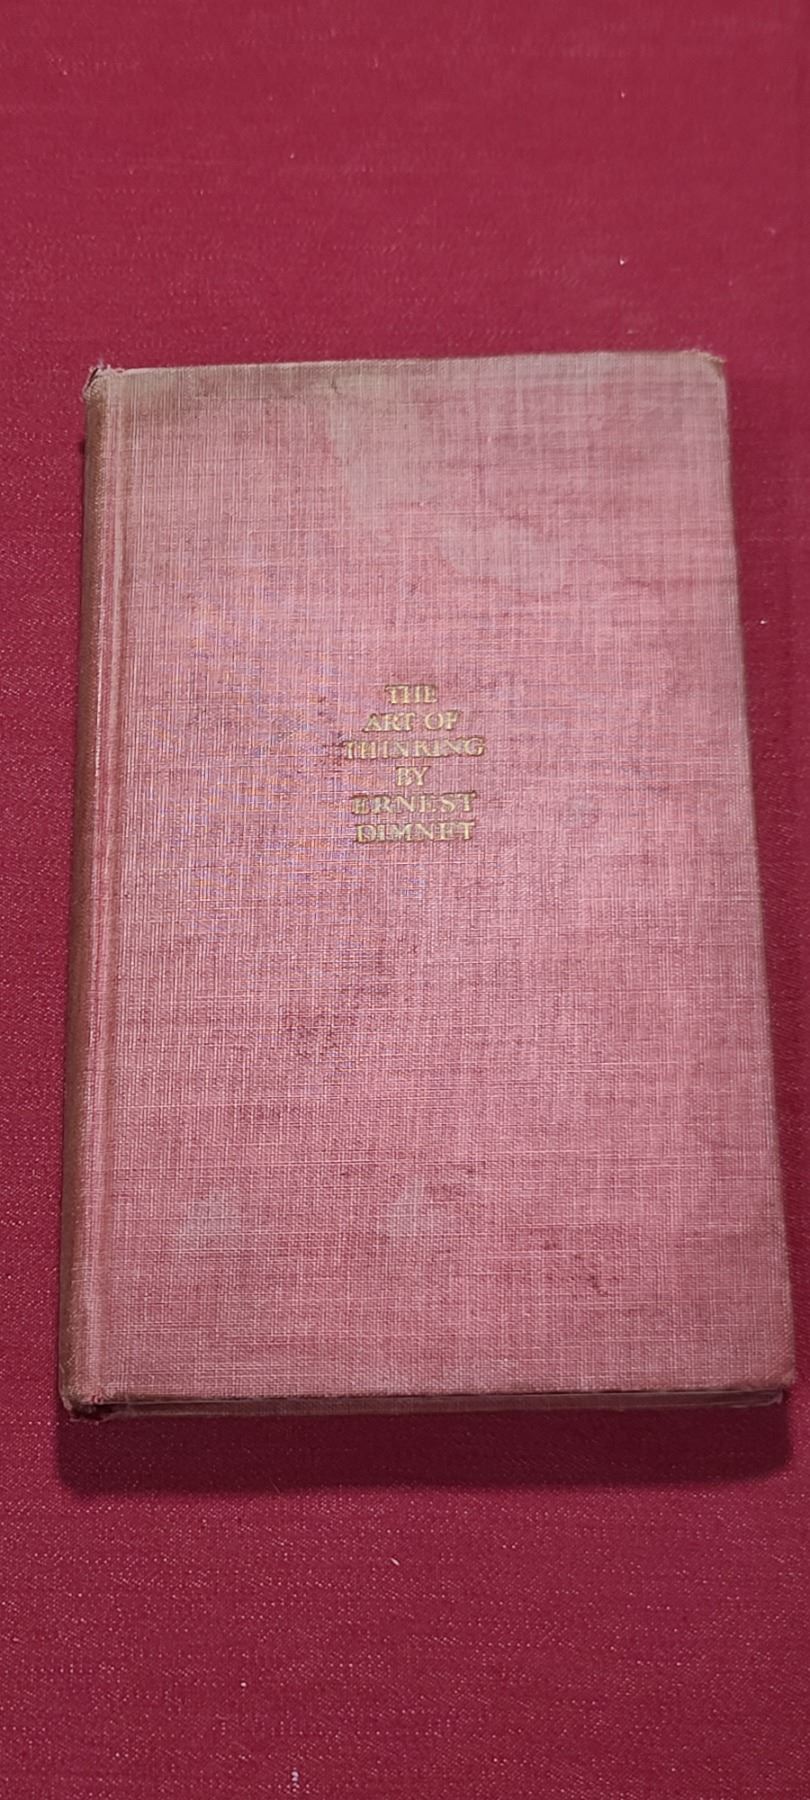 THE
ART OF
THINKING
BY
ERNEST
DIMNET